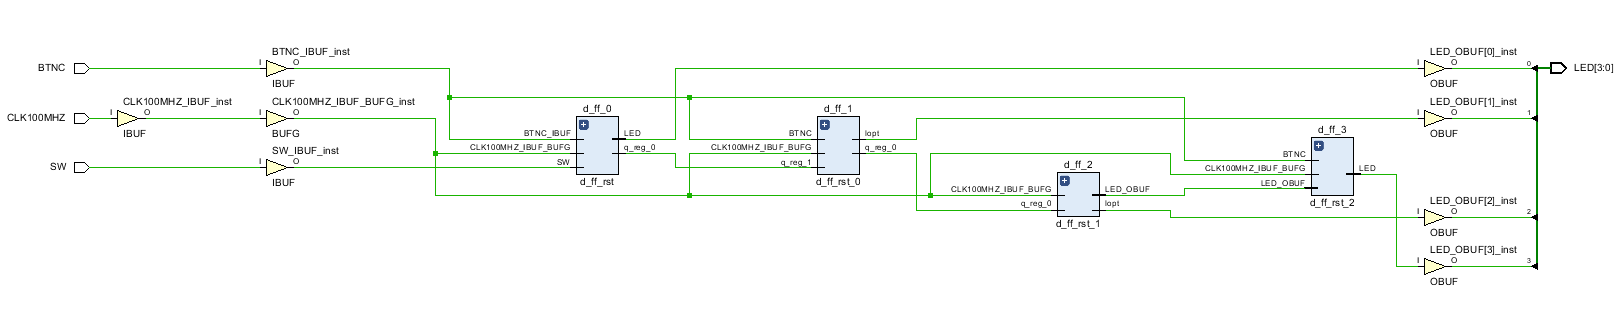 BTNC_IBUF_inst
LED_OBUF[0]_inst
BTNC
I
O
IBUF
I
O
OBUF
0
LED[3:0]
CLK100MHZ_IBUF_inst
CLK100MHZ_IBUF_BUFG_inst
d_ff_0
d_ff_1
LED_OBUF[1]_inst
CLK100MHZ
I
O
IBUF
I
O
BUFG
I
O
OBUF
1
BTNC_IBUF
CLK100MHZ_IBUF_BUFG
SW
LED
q_reg_0
d_ff_rst
BTNC
CLK100MHZ_IBUF_BUFG
q_reg_1
lopt
q_reg_0
d_ff_rst_0
d_ff_3
BTNC
CLK100MHZ_IBUF_BUFG
LED_OBUF
LED
d_ff_rst_2
SW_IBUF_inst
SW
I
O
IBUF
d_ff_2
CLK100MHZ_IBUF_BUFG
q_reg_0
LED_OBUF
lopt
d_ff_rst_1
LED_OBUF[2]_inst
I
O
OBUF
2
LED_OBUF[3]_inst
I
O
OBUF
3